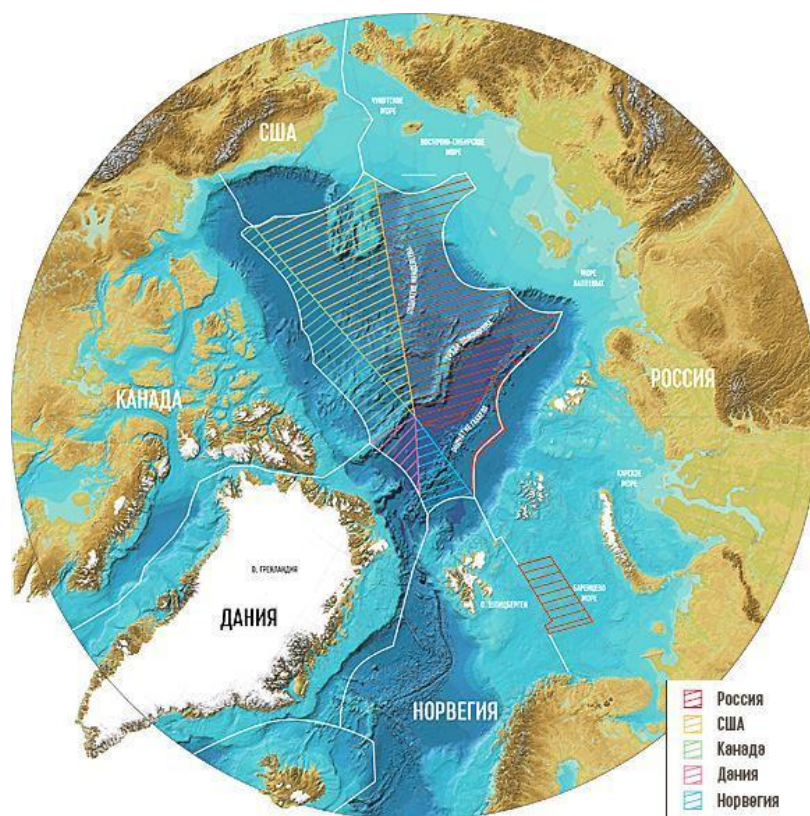 ЧУКОТСКОЕ
МОРЕ
США
ВОСТОЧНО-СИБИРСКОЕ
МОРЕ
МОРЕ
ЛАПТЕВЫХ
РОССИЯ
КАНАДА
КАРСКОЕ
МОРЕ
О. ГРЕНЛАНДИЯ
ДАНИЯ
О. ШПИЦБЕРГЕН
БАРЕНЦЕВО
МОРЕ
НОРВЕГИЯ
Россия
США
Канада
Дания
Норвегия